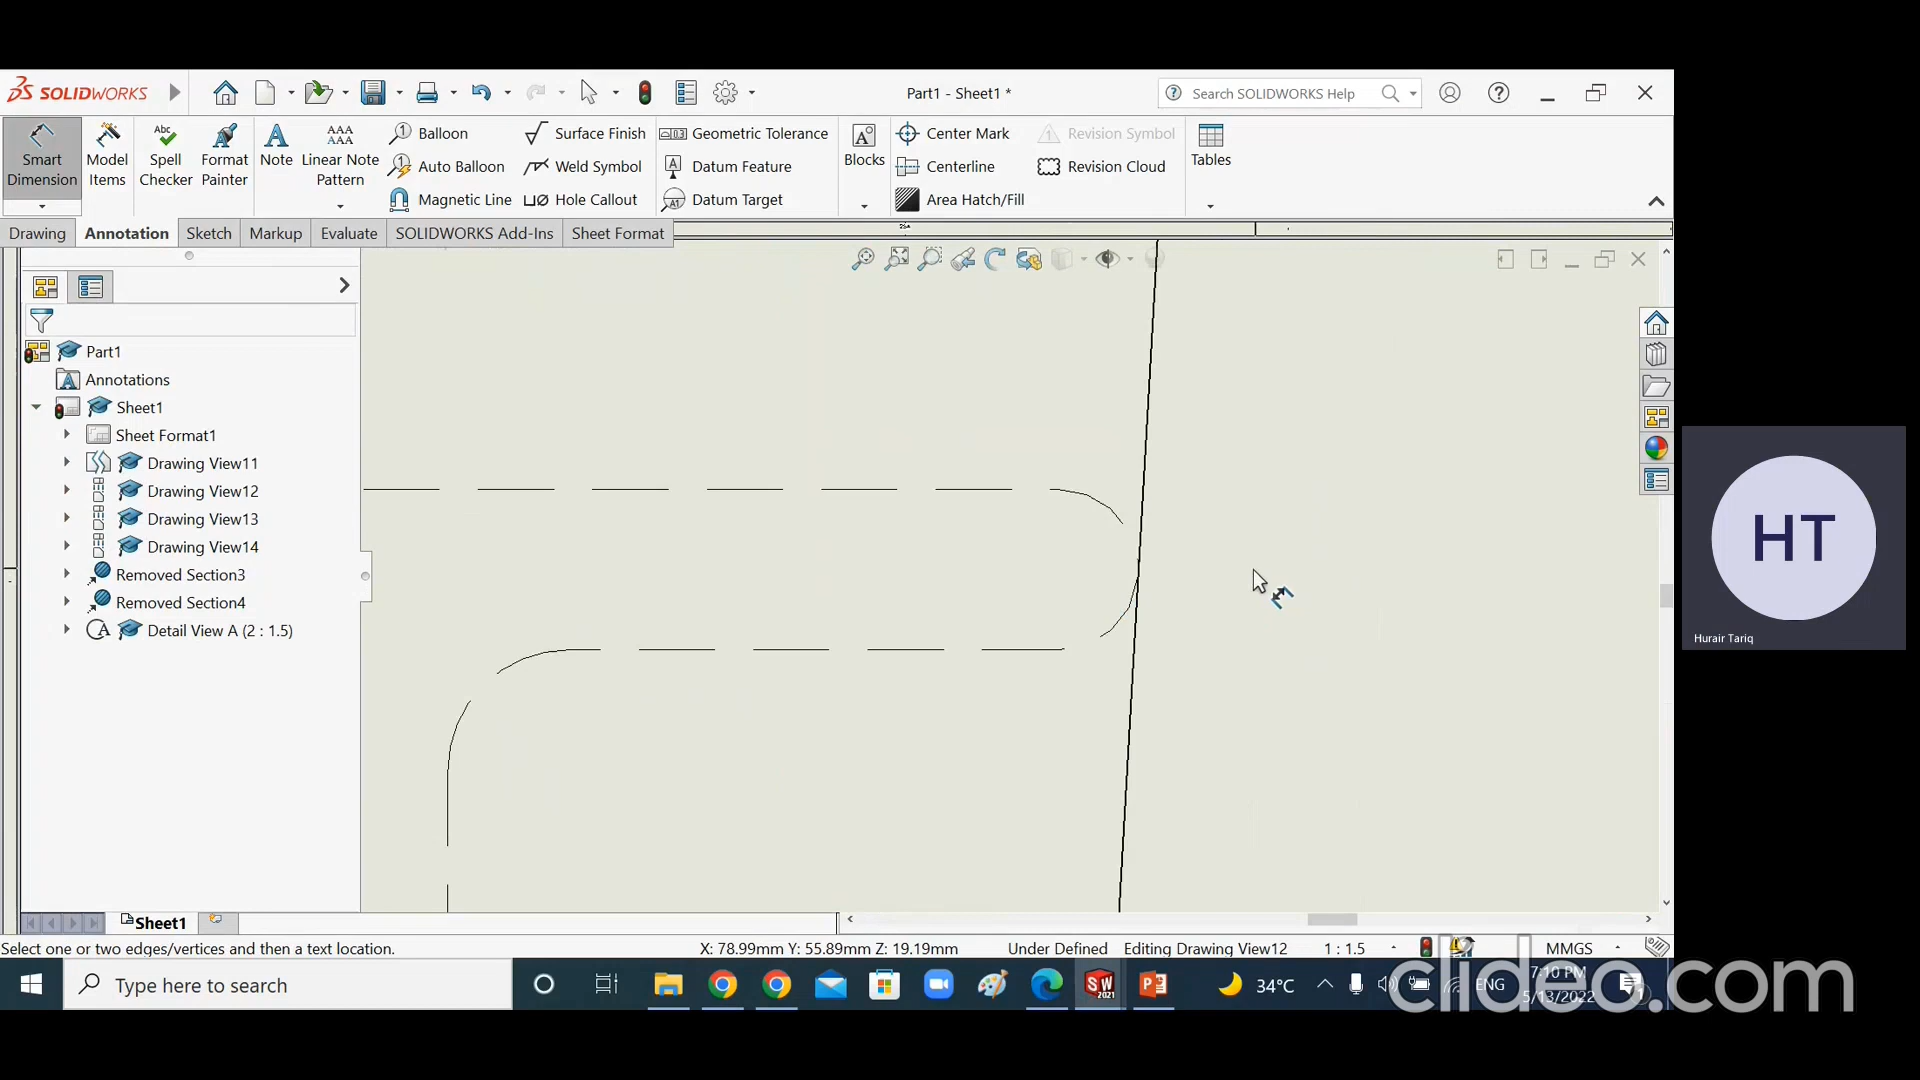 SOLIDWORKS
Part1 - Sheet1 *
Search SOLIDWORKS Help
Smart Dimension
Model Items
Spell Checker
Format Painter
Note
Linear Note Pattern
Balloon
Auto Balloon
Magnetic Line
Surface Finish
Weld Symbol
Hole Callout
Geometric Tolerance
Datum Feature
Datum Target
Blocks
Center Mark
Centerline
Area Hatch/Fill
Revision Symbol
Revision Cloud
Tables
Drawing
Annotation
Sketch
Markup
Evaluate
SOLIDWORKS Add-Ins
Sheet Format
Part1
Annotations
Sheet1
Sheet Format1
Drawing View11
Drawing View12
Drawing View13
Drawing View14
Removed Section3
Removed Section4
Detail View A (2 : 1.5)
HT
Hurair Tariq
Sheet1
Select one or two edges/vertices and then a text location.
X: 78.99mm Y: 55.89mm Z: 19.19mm
Under Defined
Editing Drawing View12
1 : 1.5
MMGS
Type here to search
34°C
ENG
7:10 PM
5/13/2022
clideo.com